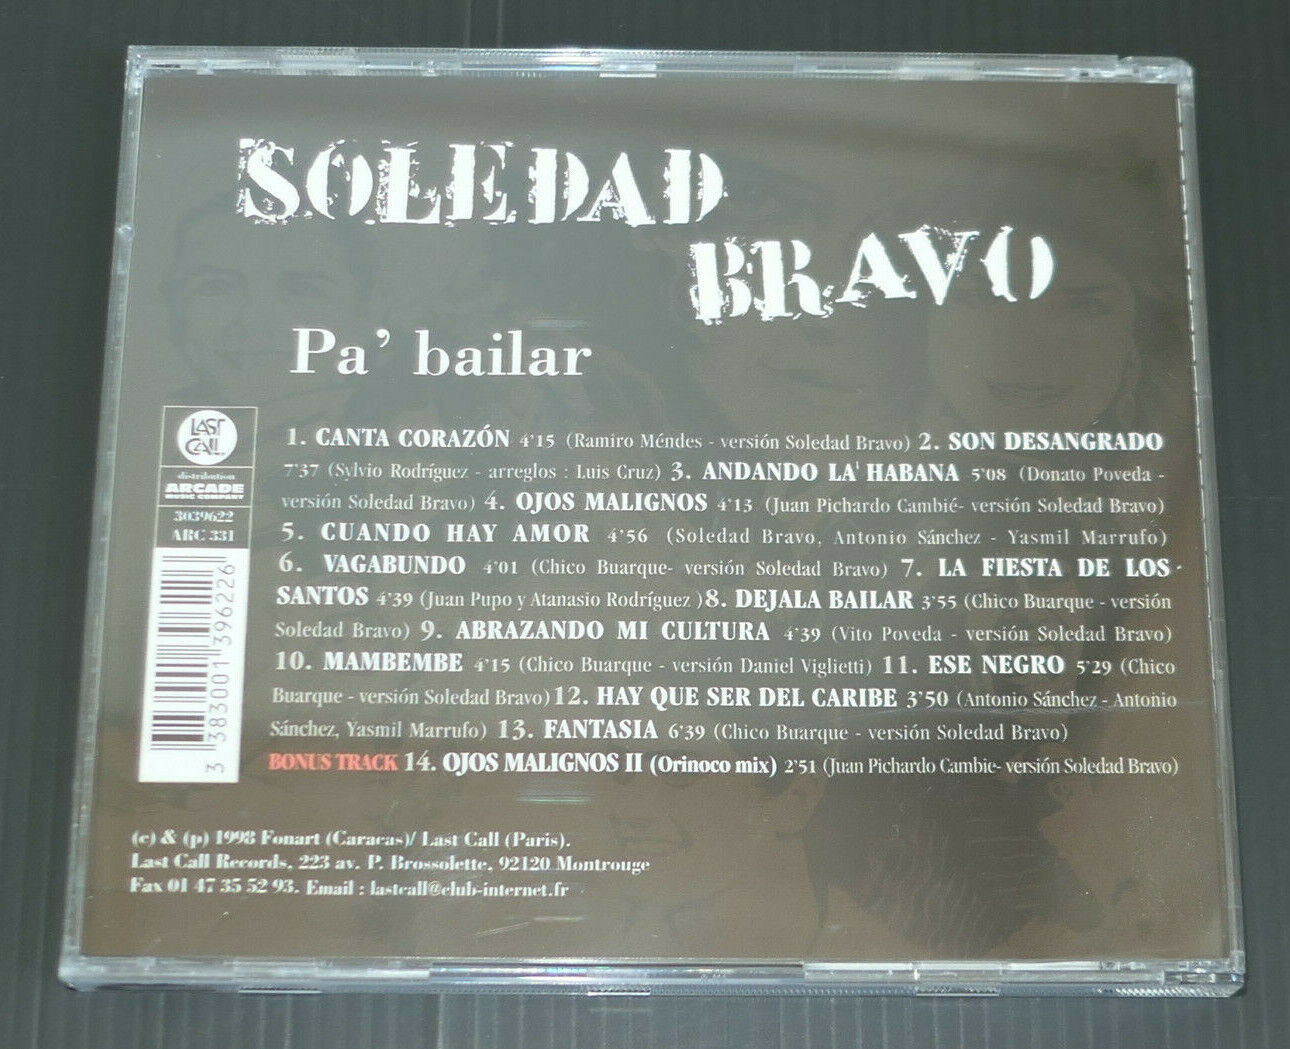 SOLEDAD
BRAVO
Pa' bailar
LAST
CALL
distribution
ARCADE
MUSIC COMPANY
3039622
ARC 331
3 383001 396226
1. CANTA CORAZÓN 4'15 (Ramiro Méndes - versión Soledad Bravo) 2. SON DESANGRADO
7'37 (Sylvio Rodríguez - arreglos : Luis Cruz) 3. ANDANDO LA HABANA 5'08 (Donato Poveda -
versión Soledad Bravo) 4. OJOS MALIGNOS 4'13 (Juan Pichardo Cambié- versión Soledad Bravo)
5. CUANDO HAY AMOR 4'56 (Soledad Bravo, Antonio Sánchez - Yasmil Marrufo)
6. VAGABUNDO 4'01 (Chico Buarque- versión Soledad Bravo) 7. LA FIESTA DE LOS
SANTOS 4'39 (Juan Pupo y Atanasio Rodríguez )8. DEJALA BAILAR 3'55 (Chico Buarque - versión
Soledad Bravo) 9. ABRAZANDO MI CULTURA 4'39 (Vito Poveda - versión Soledad Bravo)
10. MAMBEMBE 4'15 (Chico Buarque - versión Daniel Viglietti) 11. ESE NEGRO 5'29 (Chico
Buarque - versión Soledad Bravo) 12. HAY QUE SER DEL CARIBE 3'50 (Antonio Sánchez - Antonio
Sánchez, Yasmil Marrufo) 13. FANTASIA 6'39 (Chico Buarque - versión Soledad Bravo)
BONUS TRACK 14. OJOS MALIGNOS II (Orinoco mix) 2'51 (Juan Pichardo Cambie- versión Soledad Bravo)
(c) & (p) 1998 Fonart (Caracas)/ Last Call (Paris).
Last Call Records, 223 av. P. Brossolette, 92120 Montrouge
Fax 01 47 35 52 93. Email : lastcall@club-internet.fr